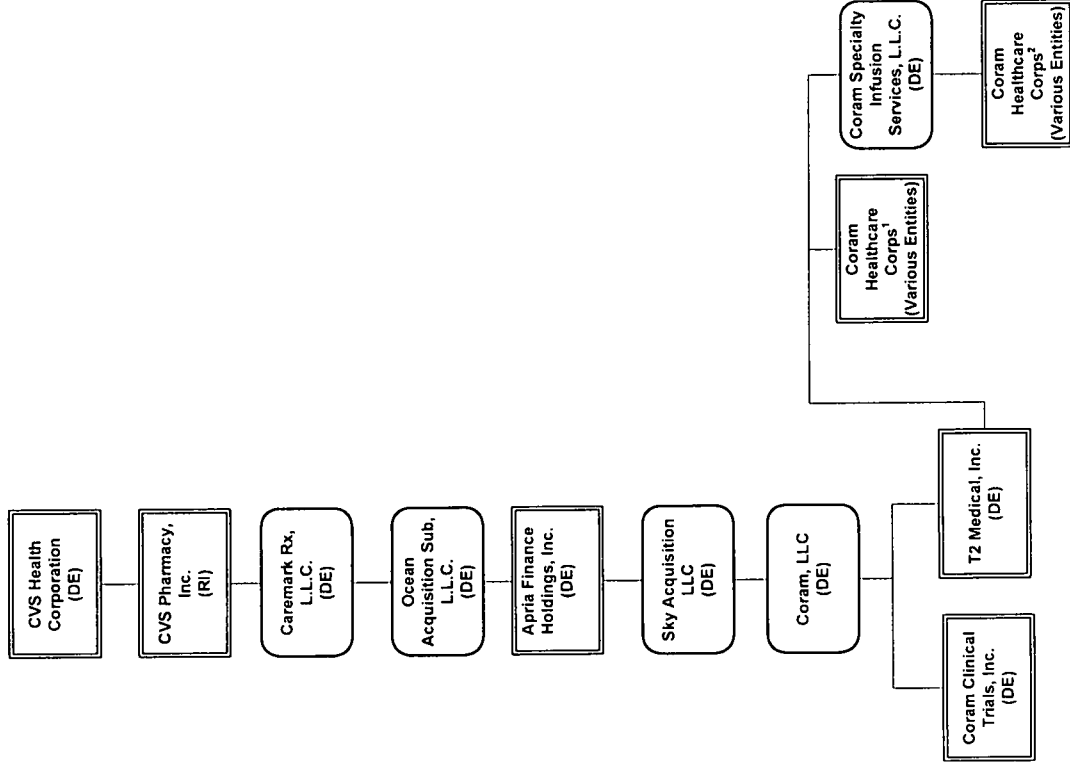 CVS Health
Corporation
(DE)
CVS Pharmacy,
Inc.
(RI)
Caremark Rx,
L.L.C.
(DE)
Ocean
Acquisition Sub,
L.L.C.
(DE)
Apria Finance
Holdings, Inc.
(DE)
Sky Acquisition
LLC
(DE)
Coram, LLC
(DE)
Coram Clinical
Trials, Inc.
(DE)
T2 Medical, Inc.
(DE)
Coram
Healthcare
Corps¹
(Various Entities)
Coram Specialty
Infusion
Services, L.L.C.
(DE)
Coram
Healthcare
Corps²
(Various Entities)